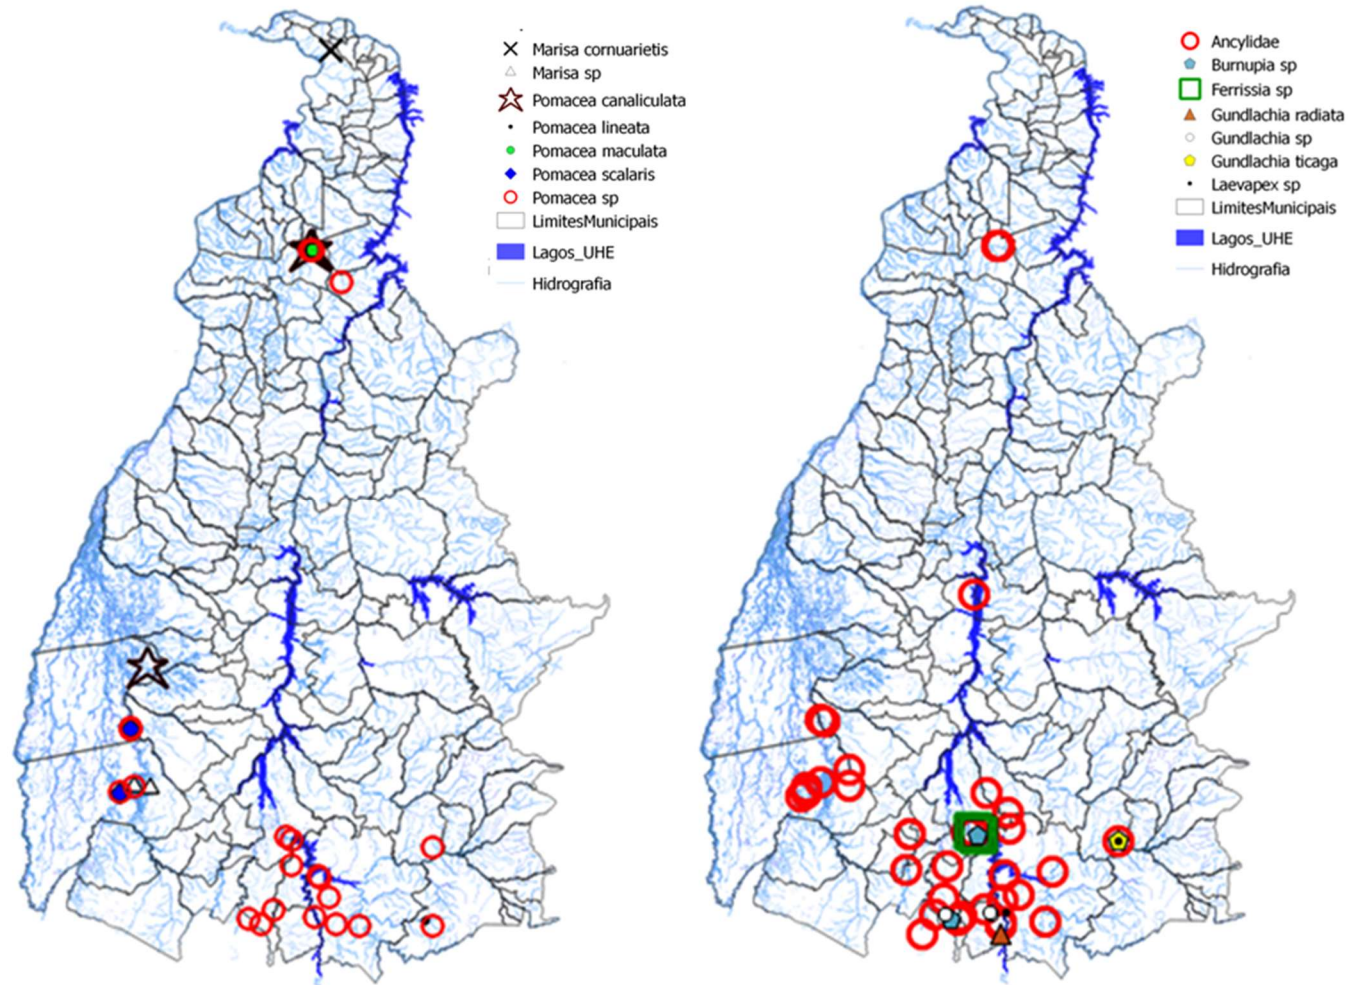 Marisa cornuarietis
Marisa sp
Pomacea canaliculata
Pomacea lineata
Pomacea maculata
Pomacea scalaris
Pomacea sp
LimitesMunicipais
Lagos_UHE
Hidrografia
Ancylidae
Burnupia sp
Ferrissia sp
Gundlachia radiata
Gundlachia sp
Gundlachia ticaga
Laevapex sp
LimitesMunicipais
Lagos_UHE
Hidrografia